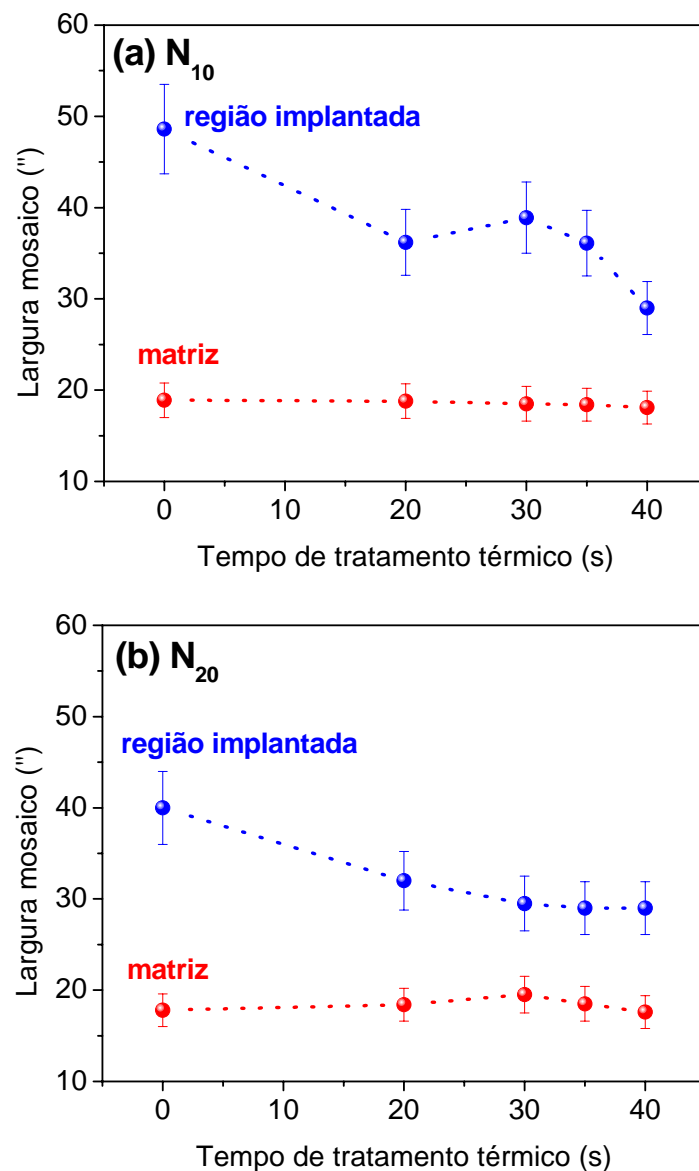 60
(a) N10
50
região implantada
40
30
matriz
20
10
0 10 20 30 40
Largura mosaico (")
Tempo de tratamento térmico (s)
60
(b) N20
50
região implantada
40
30
matriz
20
10
0 10 20 30 40
Largura mosaico (")
Tempo de tratamento térmico (s)